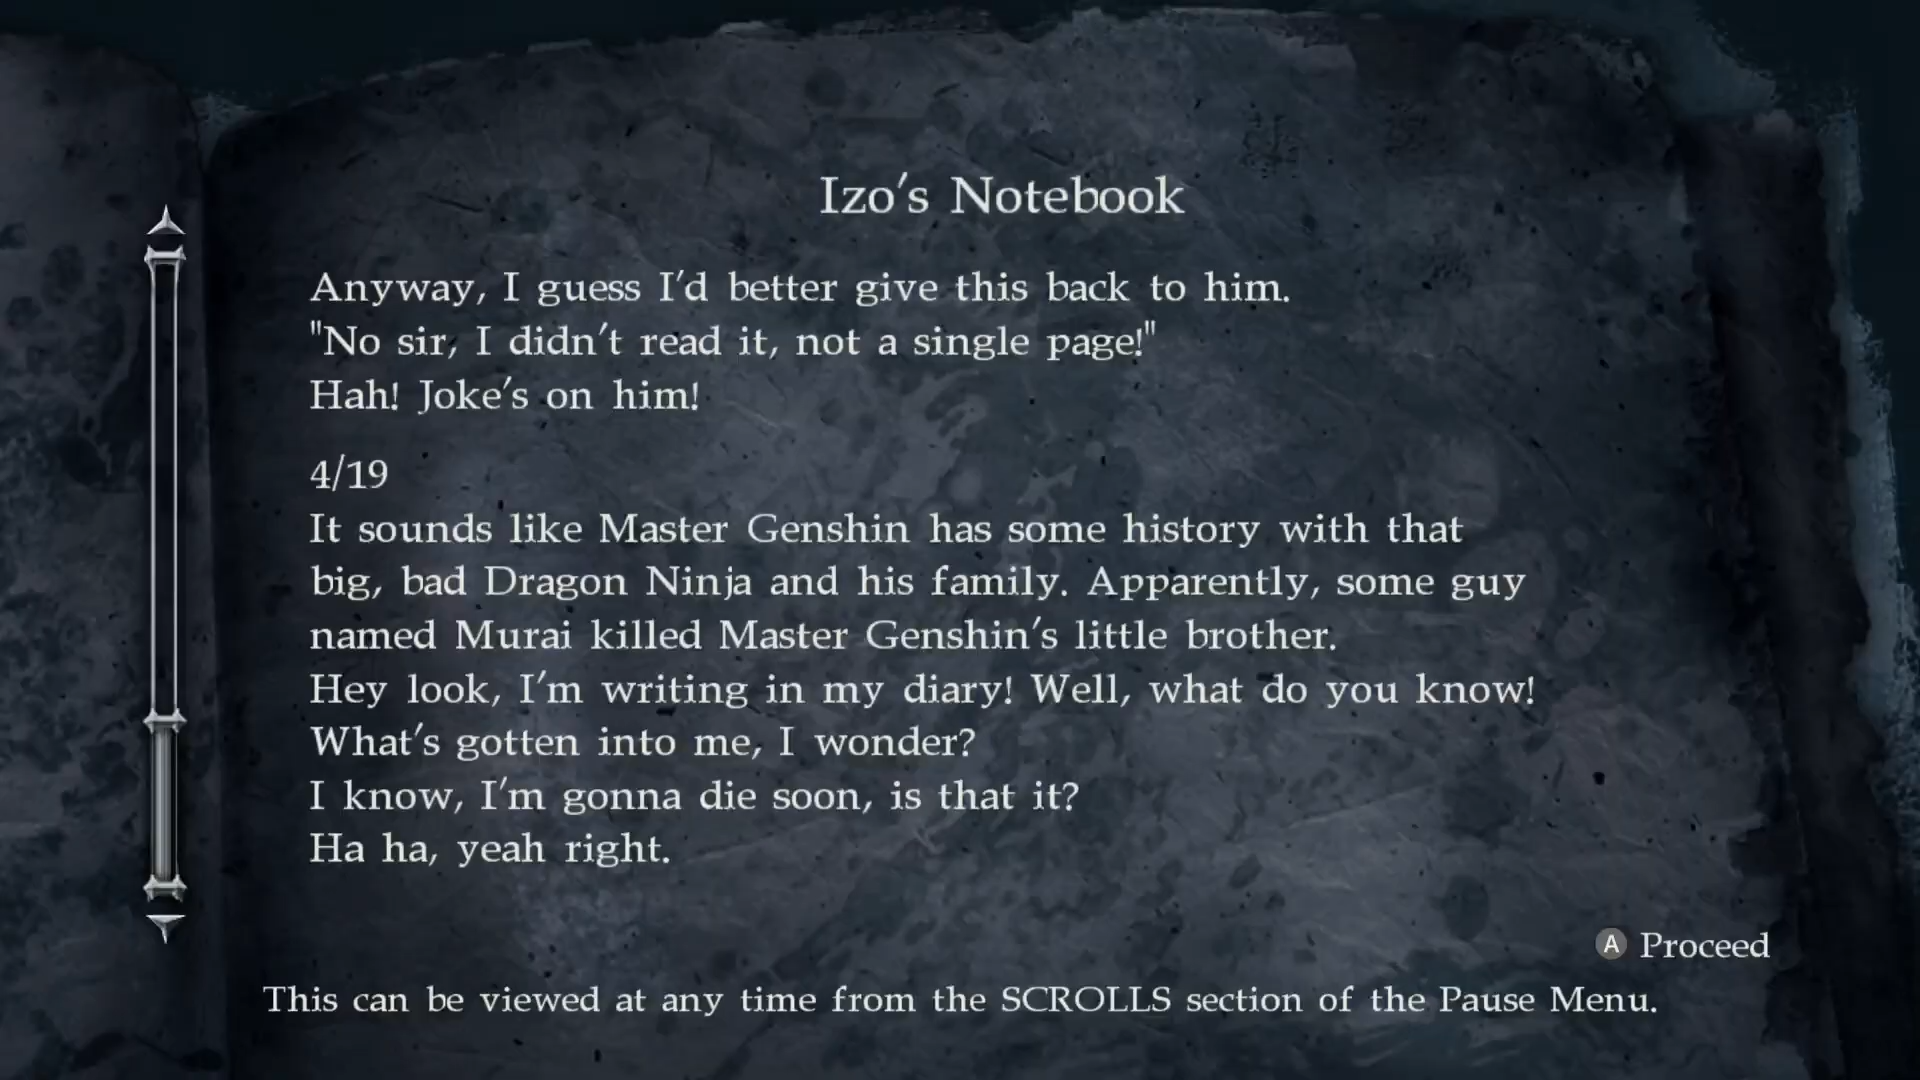 Izo's Notebook
Anyway, I guess I'd better give this back to him.
"No sir, I didn't read it, not a single page!"
Hah! Joke's on him!
4/19
It sounds like Master Genshin has some history with that
big, bad Dragon Ninja and his family. Apparently, some guy
named Murai killed Master Genshin's little brother.
Hey look, I'm writing in my diary! Well, what do you know!
What's gotten into me, I wonder?
I know, I'm gonna die soon, is that it?
Ha ha, yeah right.
A Proceed
This can be viewed at any time from the SCROLLS section of the Pause Menu.